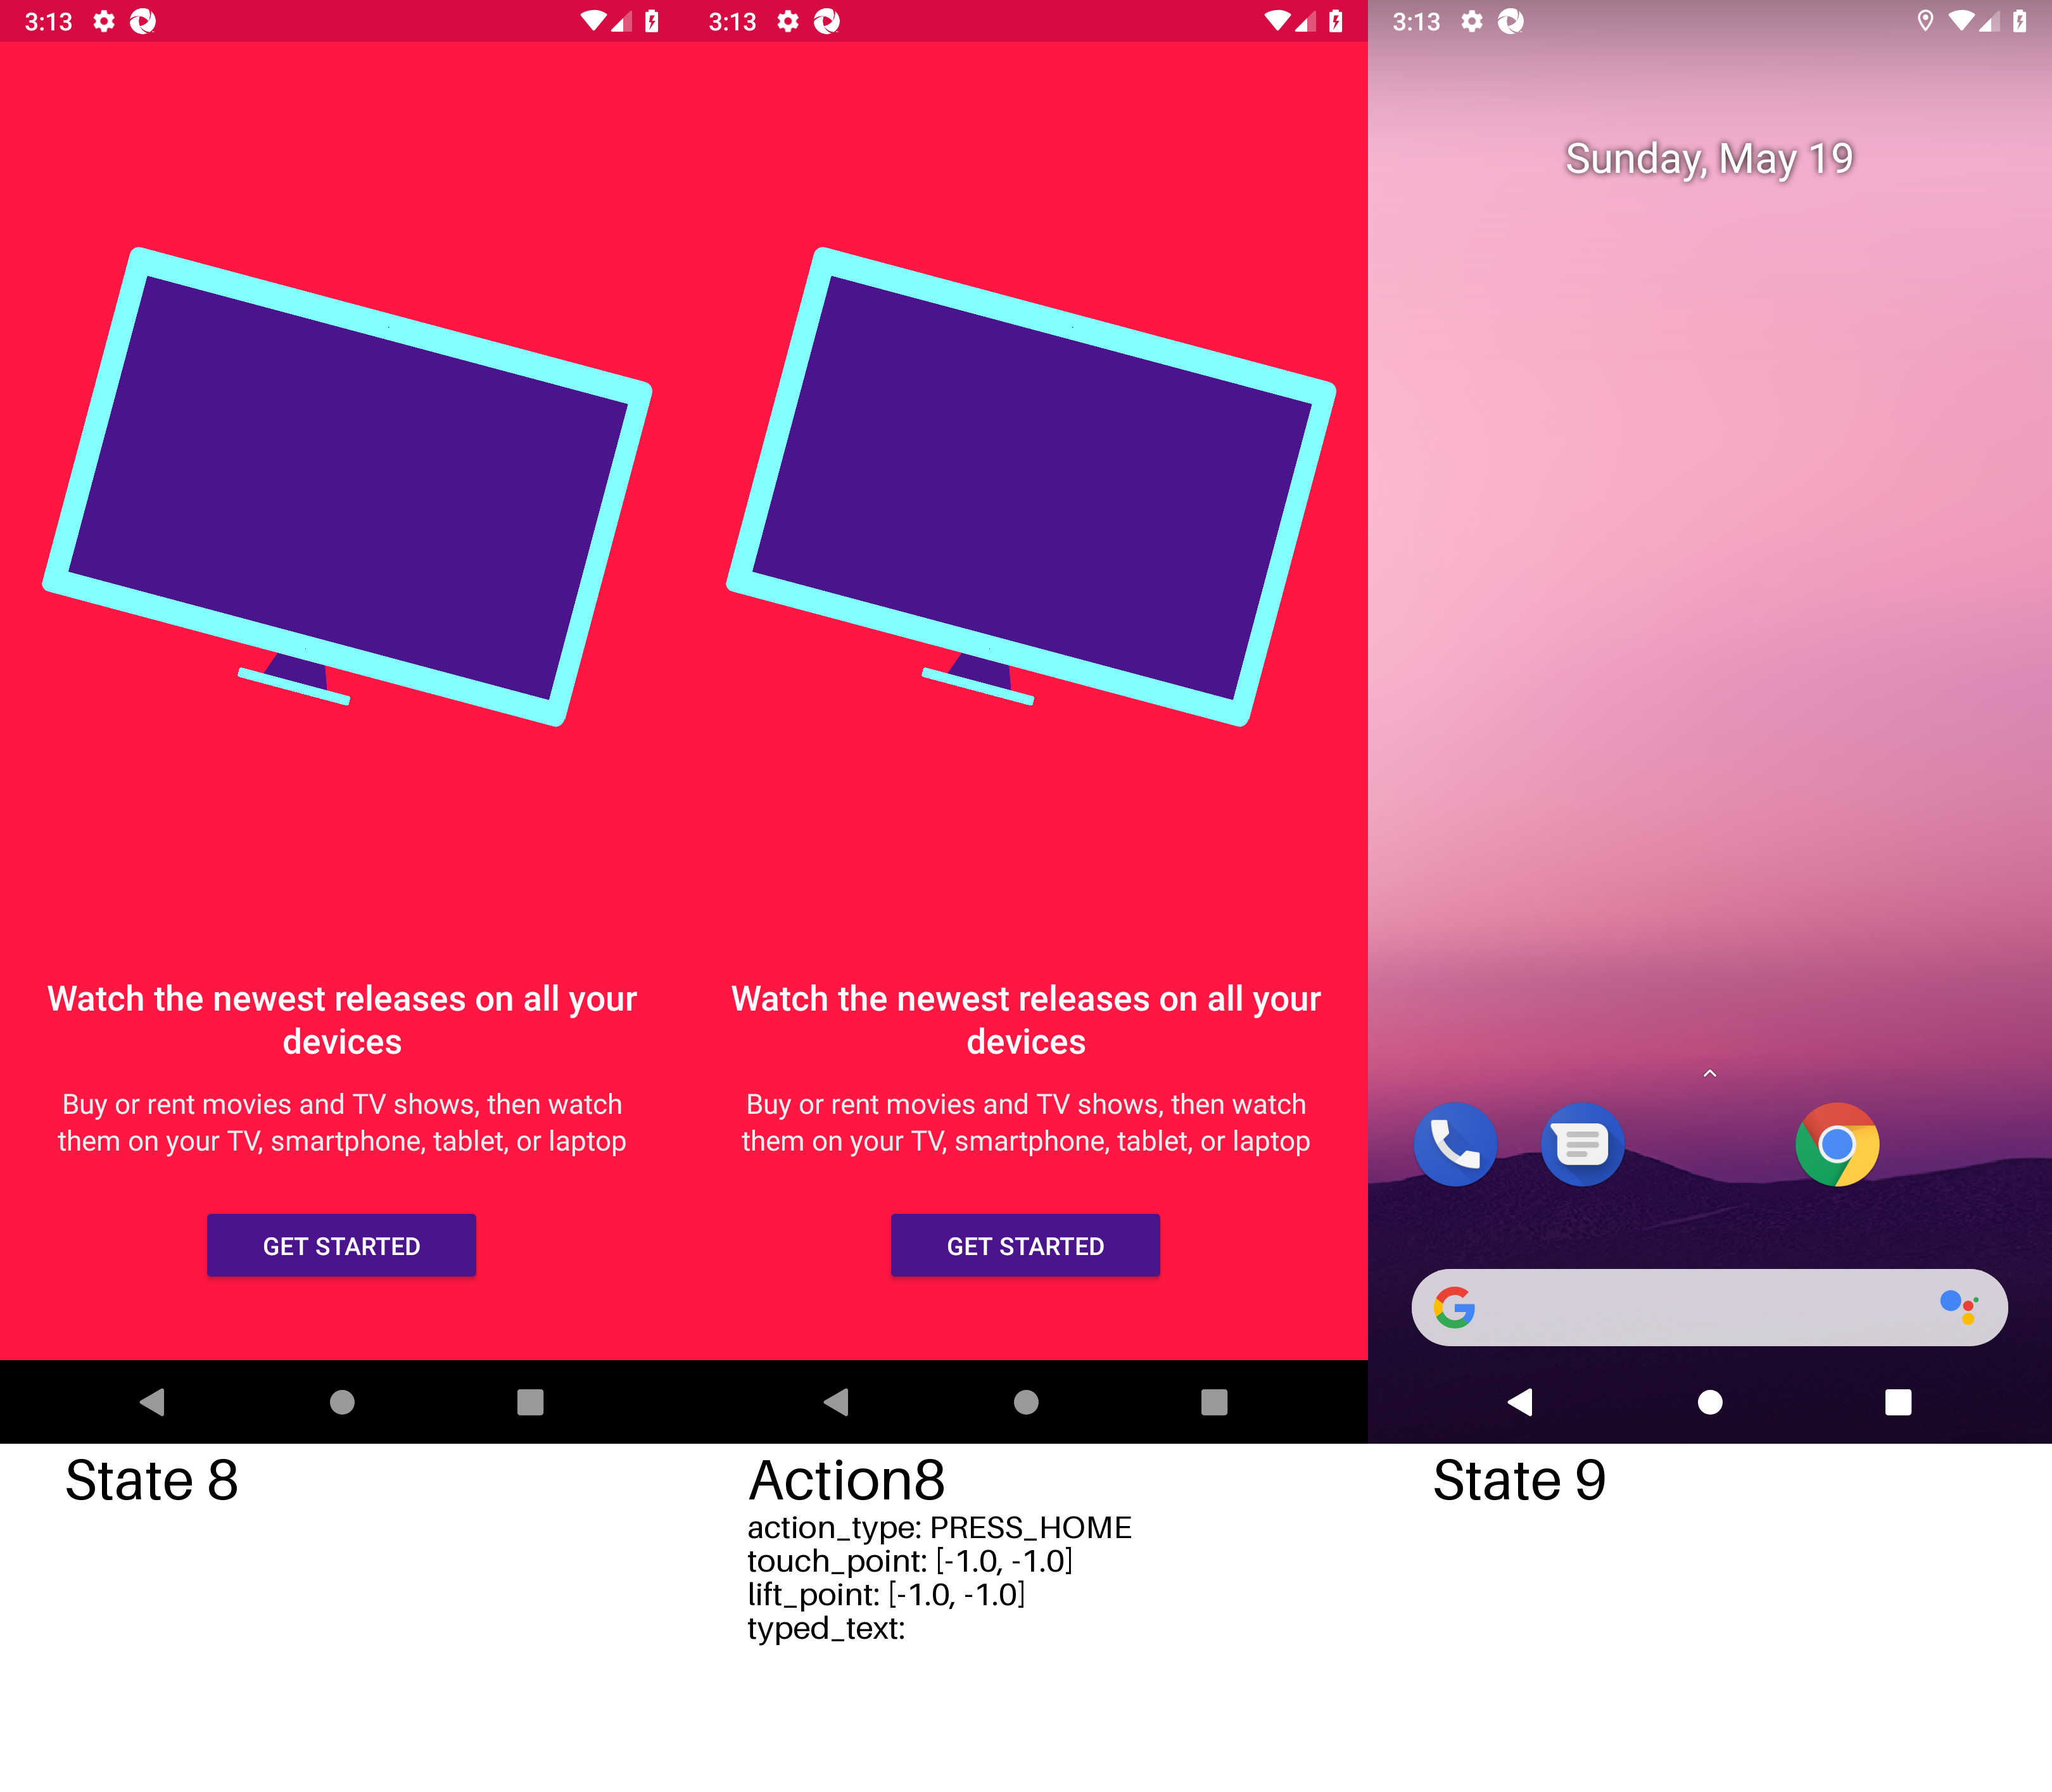 3:13
Watch the newest releases on all your
devices
Buy or rent movies and TV shows, then watch
them on your TV, smartphone, tablet, or laptop
GET STARTED
State 8
3:13
Watch the newest releases on all your
devices
Buy or rent movies and TV shows, then watch
them on your TV, smartphone, tablet, or laptop
GET STARTED
Action8
action_type: PRESS_HOME
touch_point: [-1.0, -1.0]
lift_point: [-1.0, -1.0]
typed_text:
3:13
Sunday, May 19
State 9